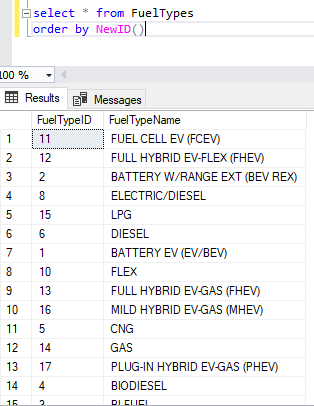 select * from FuelTypes
order by NewID()
100 %
Results Messages
FuelTypeID FuelTypeName
1 11 FUEL CELL EV (FCEV)
2 12 FULL HYBRID EV-FLEX (FHEV)
3 2 BATTERY W/RANGE EXT (BEV REX)
4 8 ELECTRIC/DIESEL
5 15 LPG
6 6 DIESEL
7 1 BATTERY EV (EV/BEV)
8 10 FLEX
9 13 FULL HYBRID EV-GAS (FHEV)
10 16 MILD HYBRID EV-GAS (MHEV)
11 5 CNG
12 14 GAS
13 17 PLUG-IN HYBRID EV-GAS (PHEV)
14 4 BIODIESEL
15 3